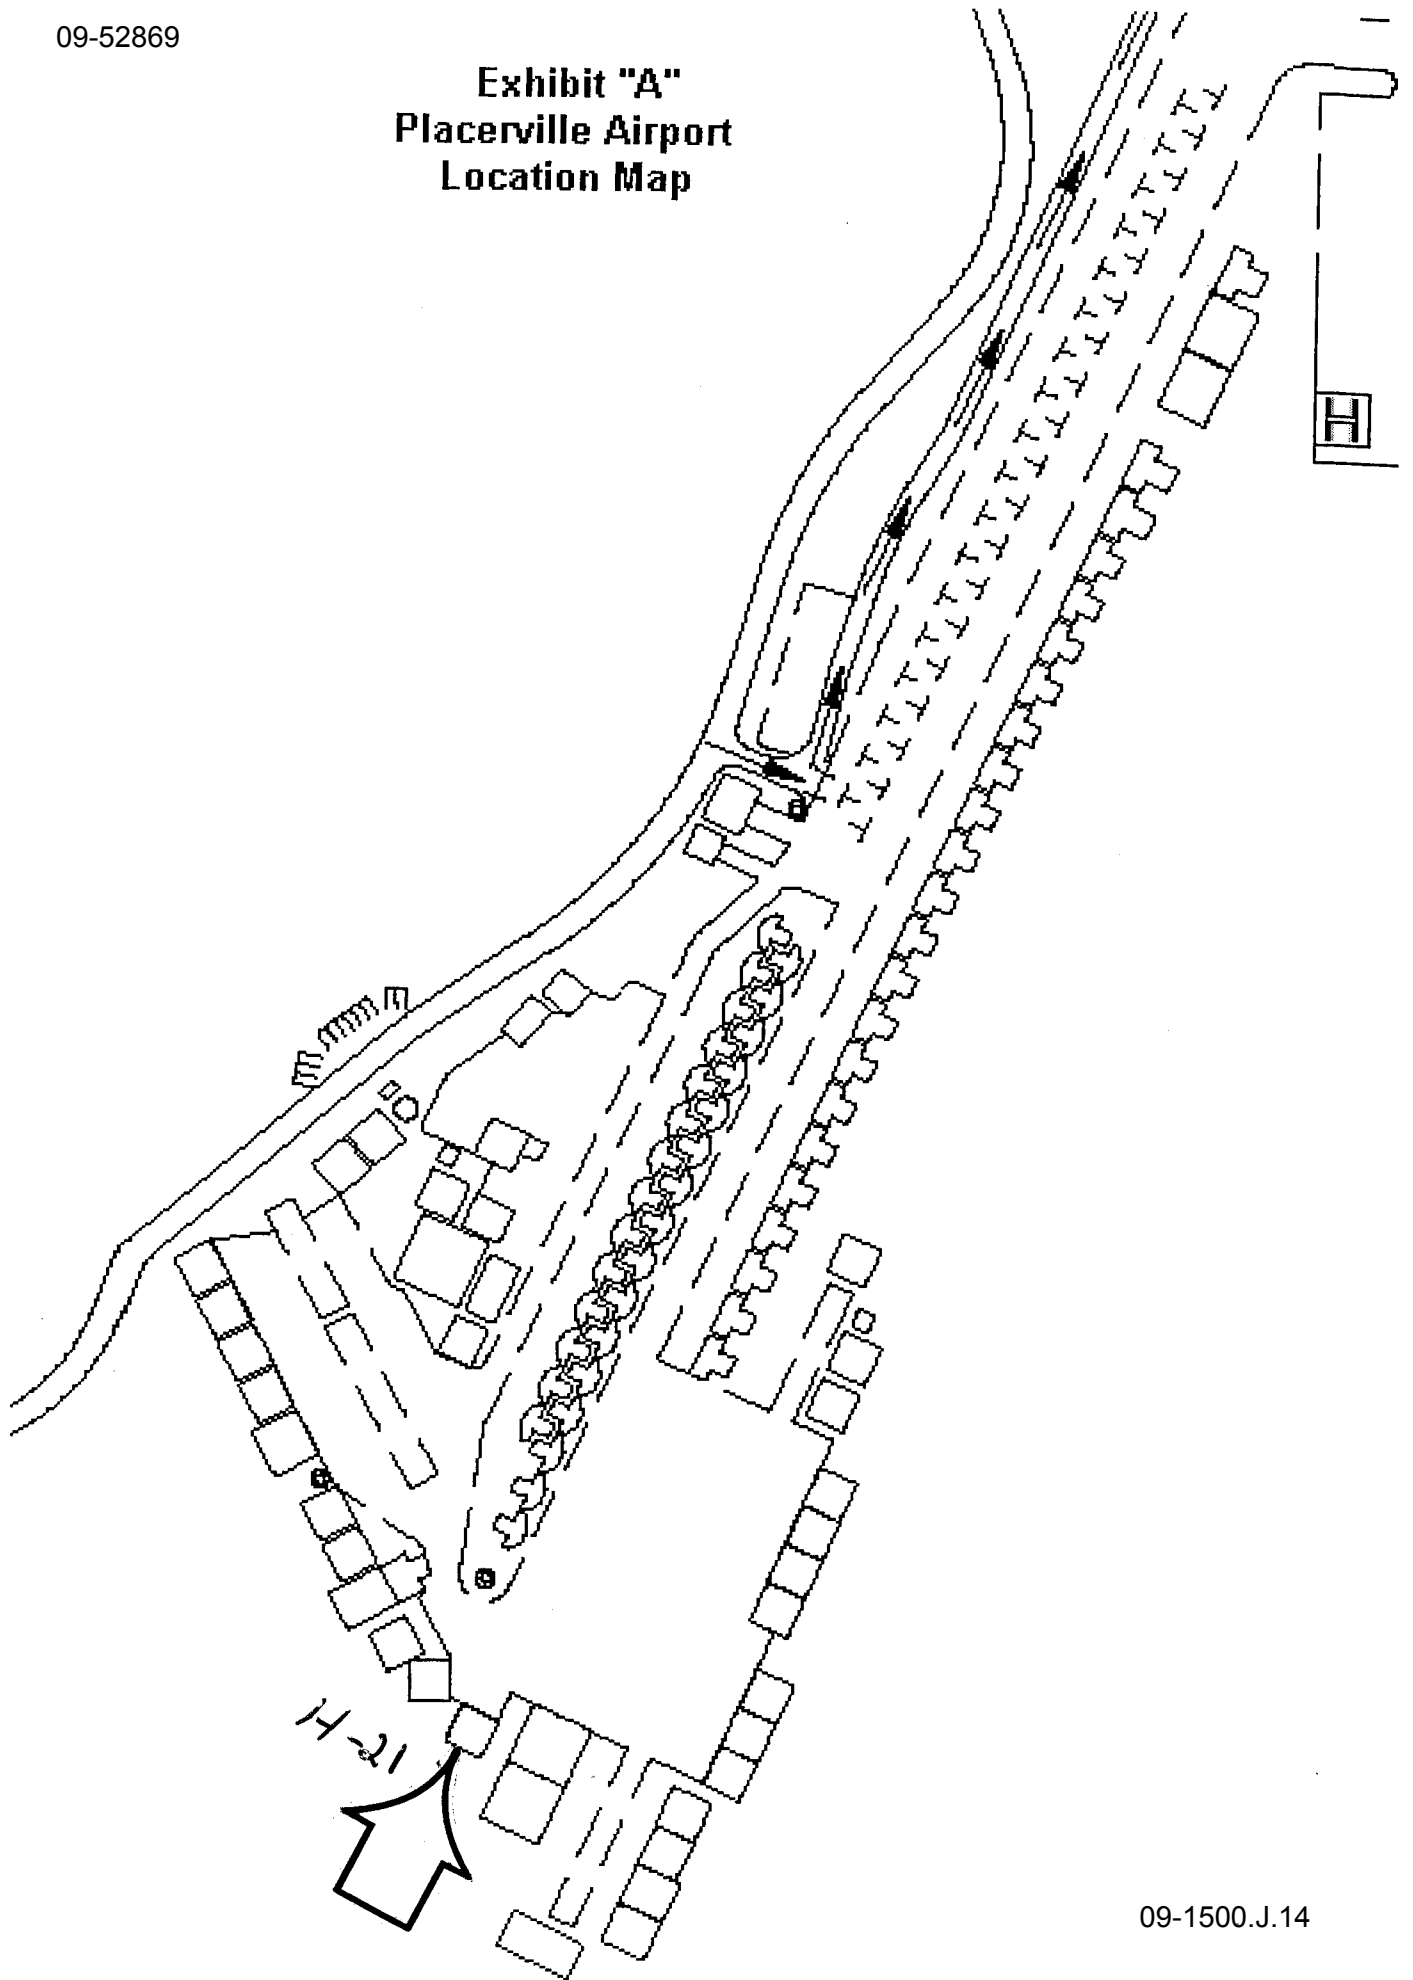 09-52869
Exhibit "A"
Placerville Airport
Location Map
H
H-21
09-1500.J.14